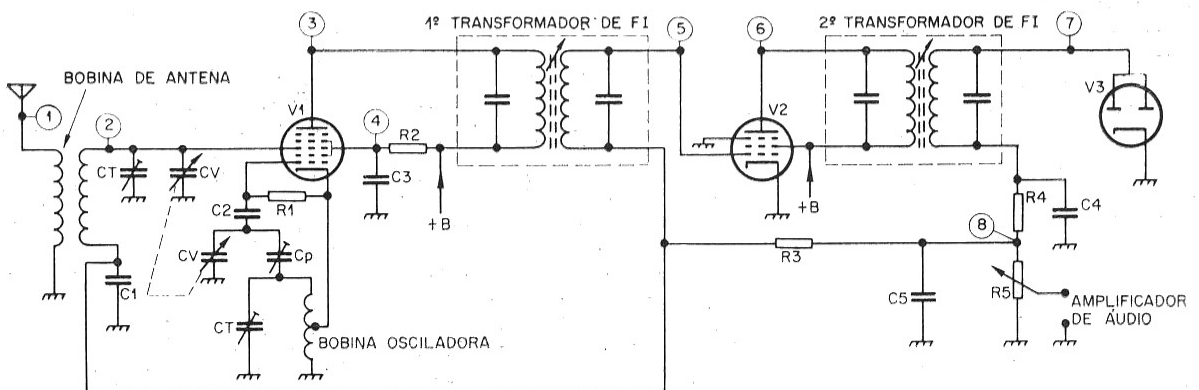 3
1º TRANSFORMADOR DE FI
5
6
2º TRANSFORMADOR DE FI
7
BOBINA DE ANTENA
1
2
V1
4
R2
V2
V3
CT
CV
C3
+B
+B
R4
C4
C2
R1
8
CV
Cp
R3
C1
C5
R5
AMPLIFICADOR
DE ÁUDIO
CT
BOBINA OSCILADORA